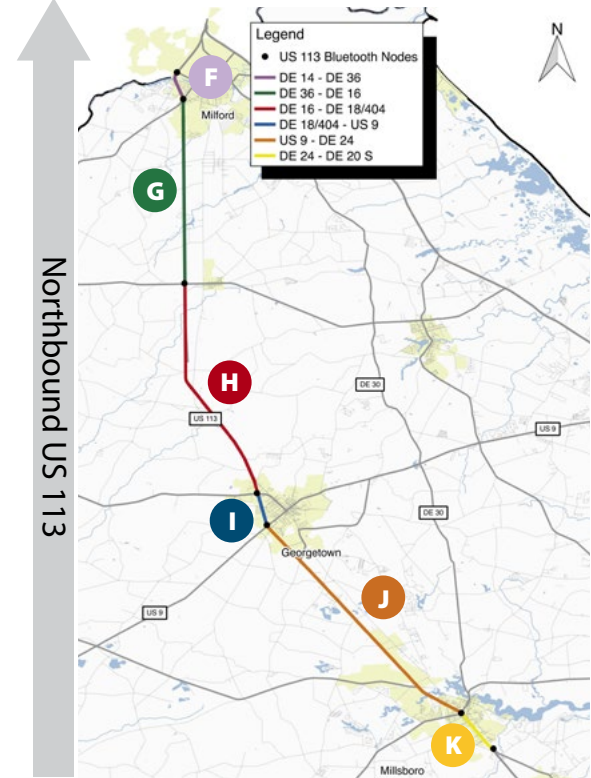 Legend
US 113 Bluetooth Nodes
DE 14 - DE 36
DE 36 - DE 16
DE 16 - DE 18/404
DE 18/404 - US 9
US 9 - DE 24
DE 24 - DE 20 S
N
F
Milford
G
Northbound US 113
H
DE 30
US 113
US 9
I
DE 30
Georgetown
J
US 9
K
Millsboro